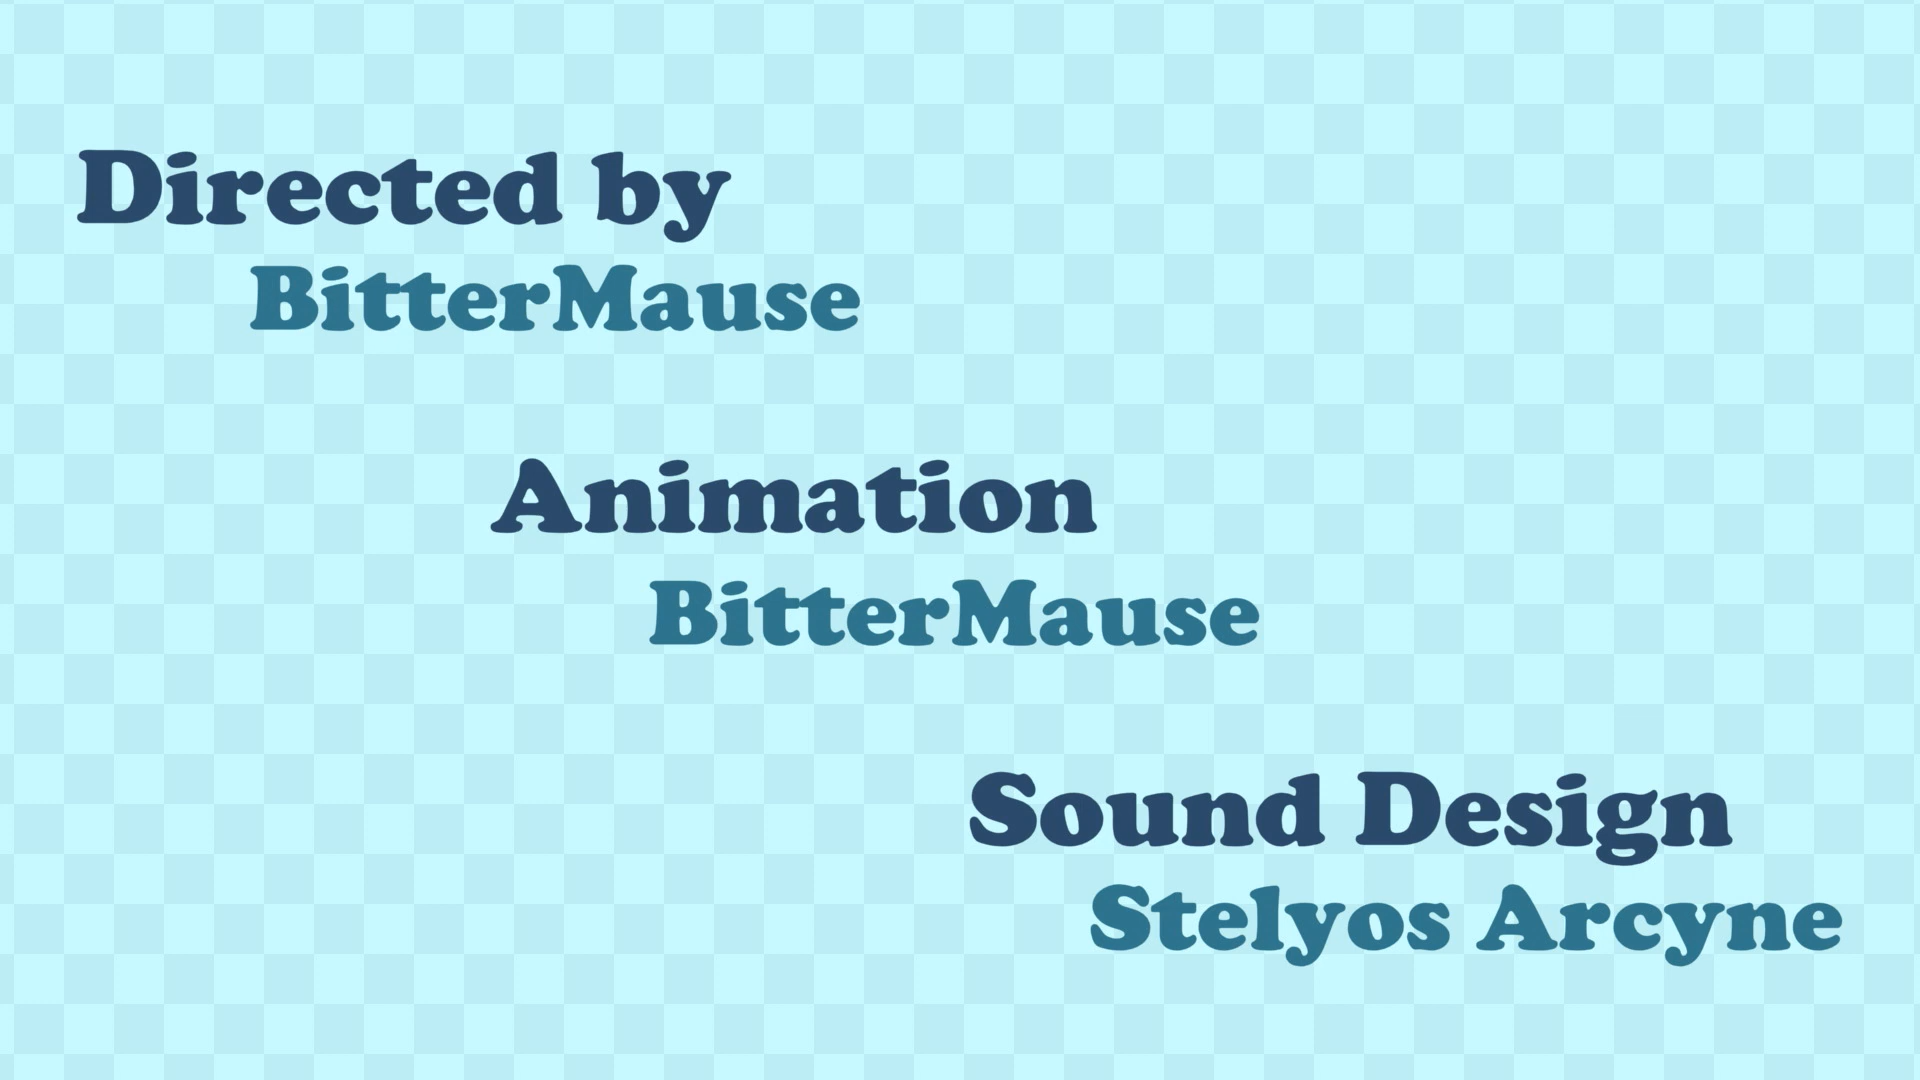 Directed by
BitterMause
Animation
BitterMause
Sound Design
Stelyos Arcyne